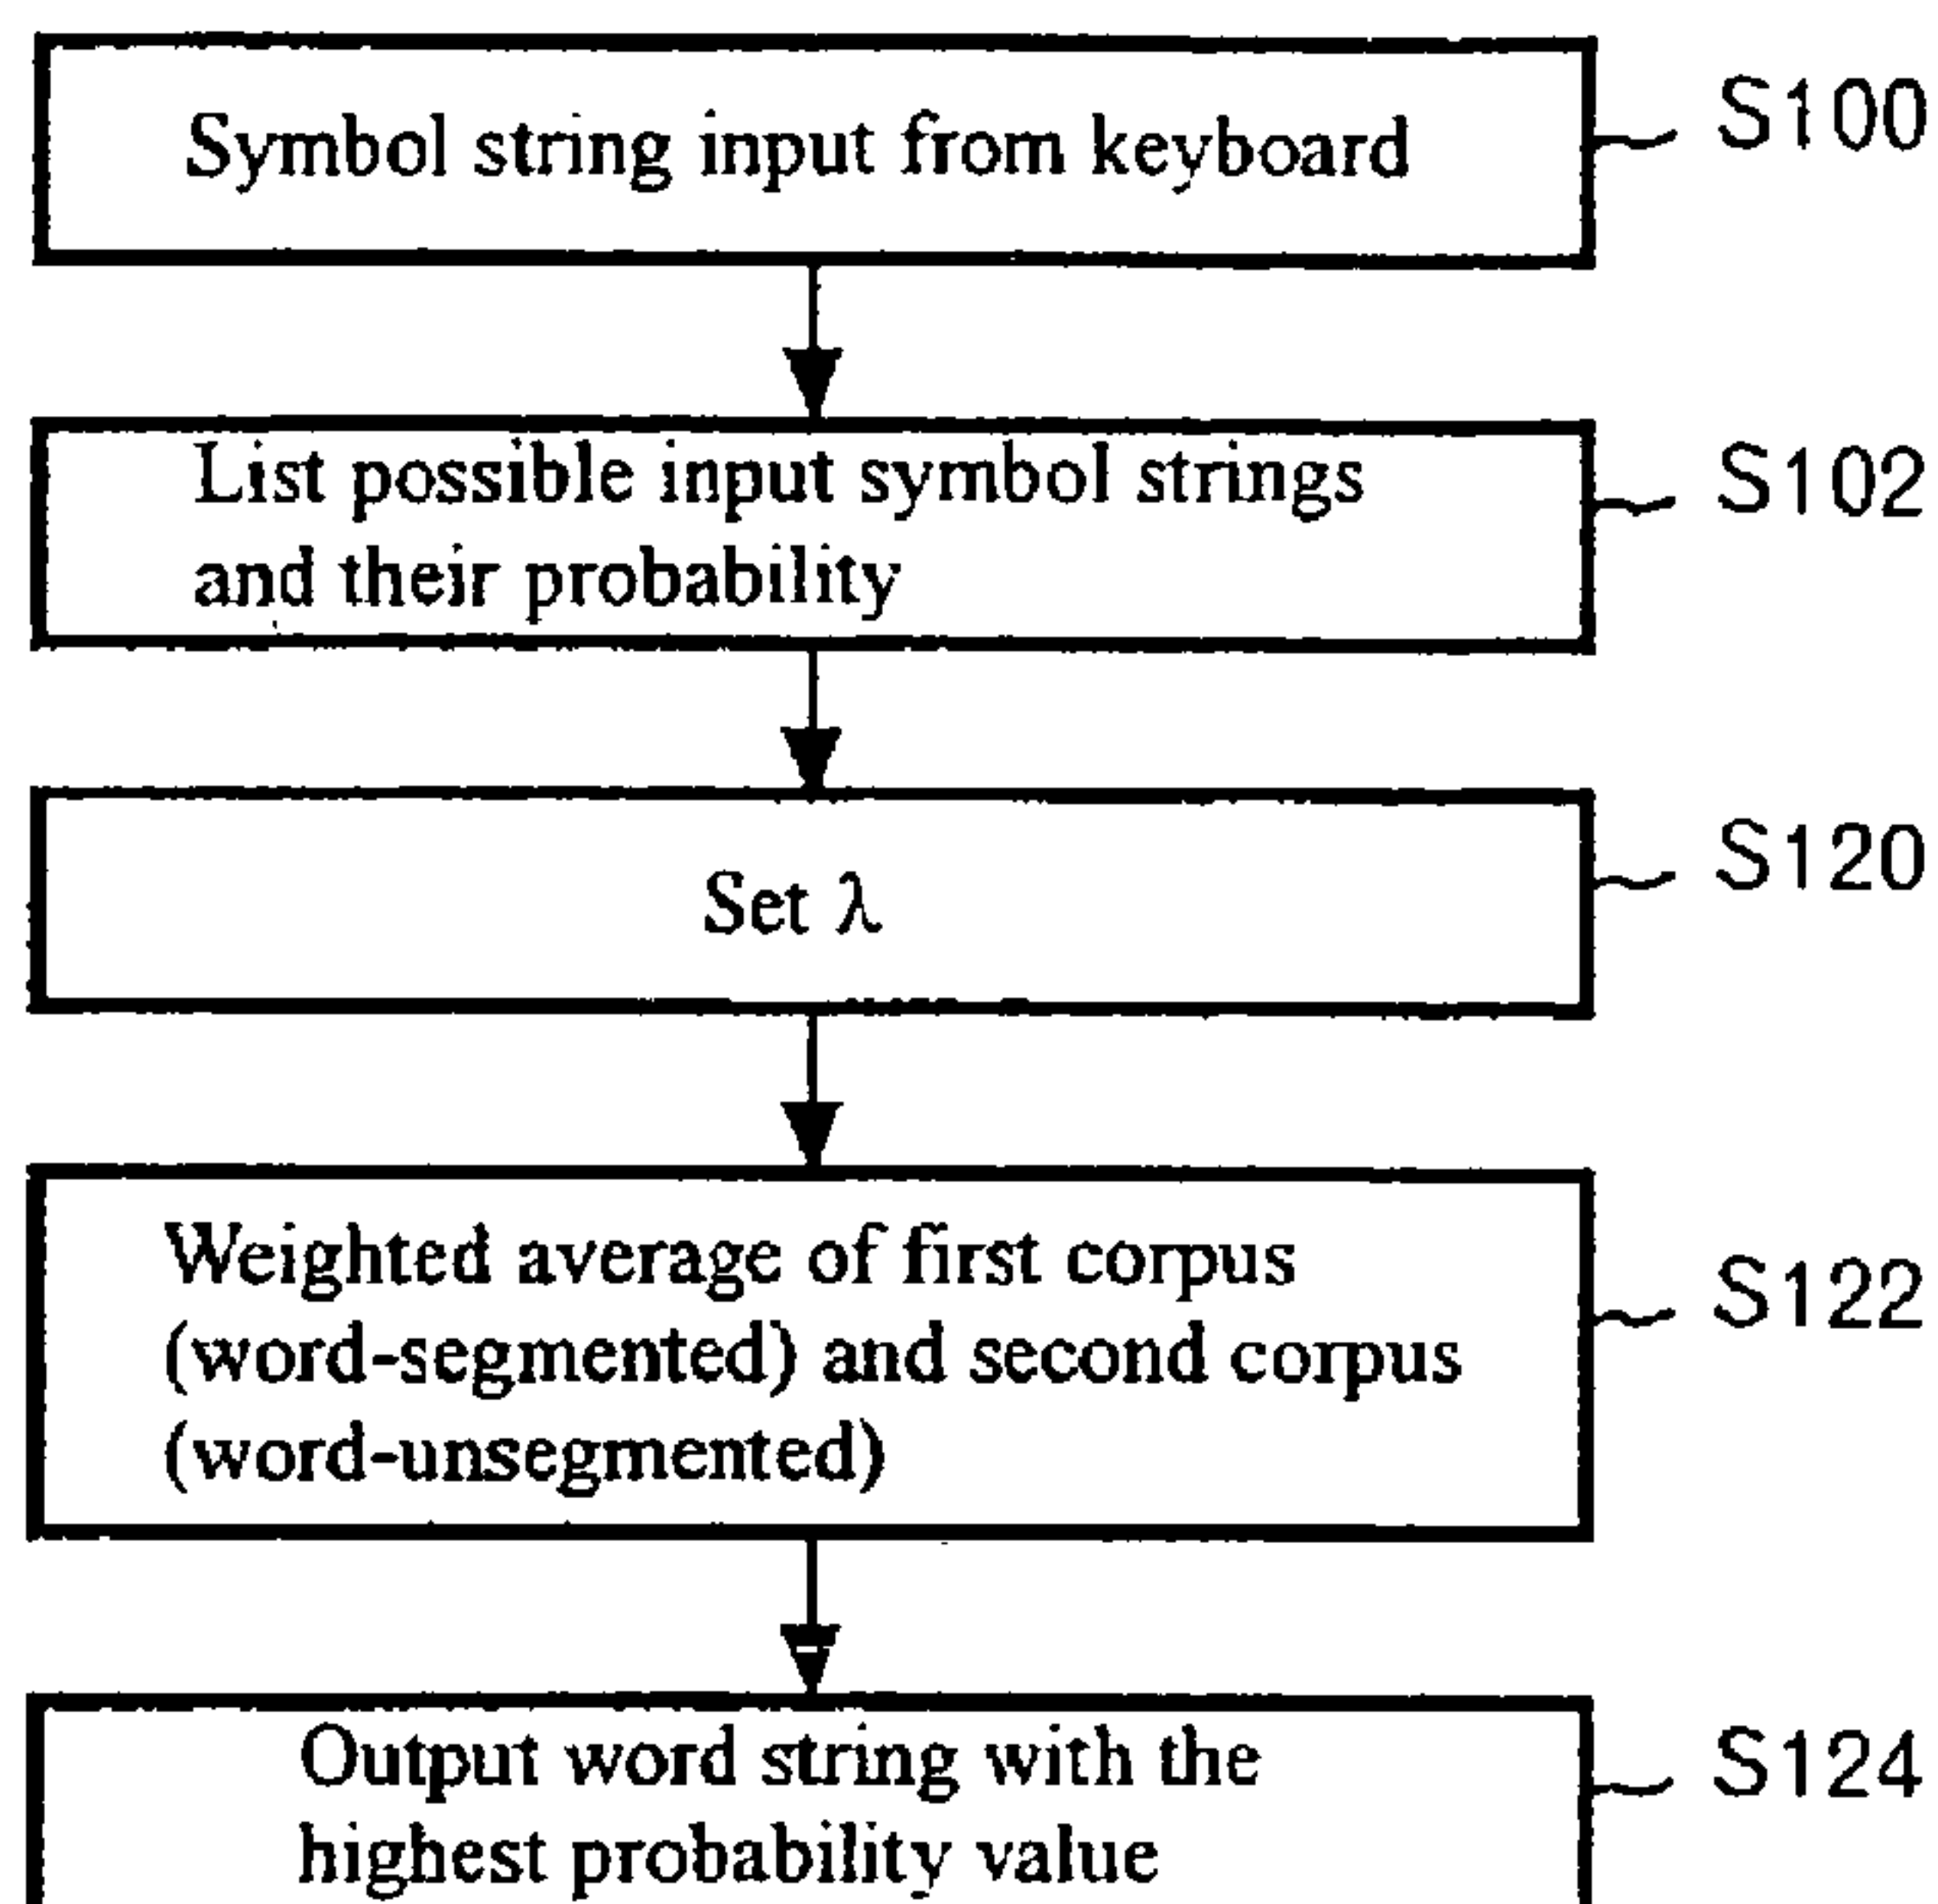 Symbol string input from keyboard
S100
List possible input symbol strings
and their probability
S102
Set λ
S120
Weighted average of first corpus
(word-segmented) and second corpus
(word-unsegmented)
S122
Output word string with the
highest probability value
S124